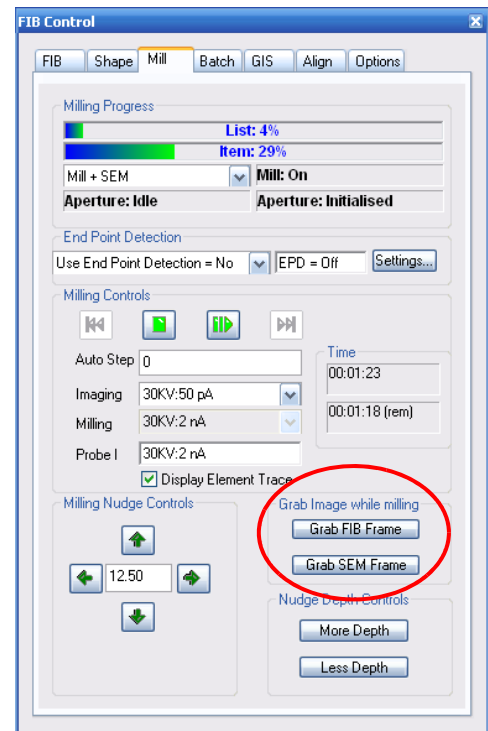 FIB Control
FIB Shape Mill Batch GIS Align Options
Milling Progress
List: 4%
Item: 29%
Mill + SEM Mill: On
Aperture: Idle Aperture: Initialised
End Point Detection
Use End Point Detection = No EPD = Off Settings...
Milling Controls
Auto Step 0
Time
00:01:23
Imaging 30KV:50 pA
00:01:18 (rem)
Milling 30KV:2 nA
Probe I 30KV:2 nA
Display Element Trace
Milling Nudge Controls
12.50
Grab Image while milling
Grab FIB Frame
Grab SEM Frame
Nudge Depth Controls
More Depth
Less Depth